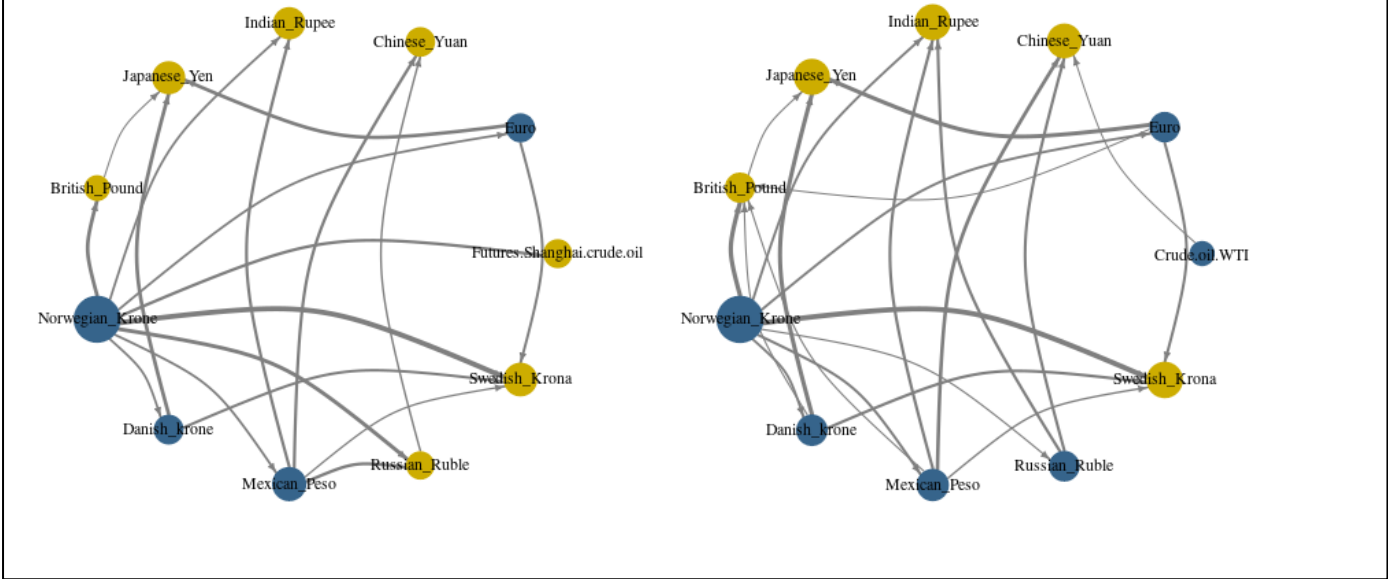 Indian_Rupee
Chinese_Yuan
Japanese_Yen
Euro
British_Pound
Futures.Shanghai.crude.oil
Norwegian_Krone
Swedish_Krona
Danish_krone
Russian_Ruble
Mexican_Peso
Indian_Rupee
Chinese_Yuan
Japanese_Yen
Euro
British_Pound
Crude.oil.WTI
Norwegian_Krone
Swedish_Krona
Danish_krone
Russian_Ruble
Mexican_Peso